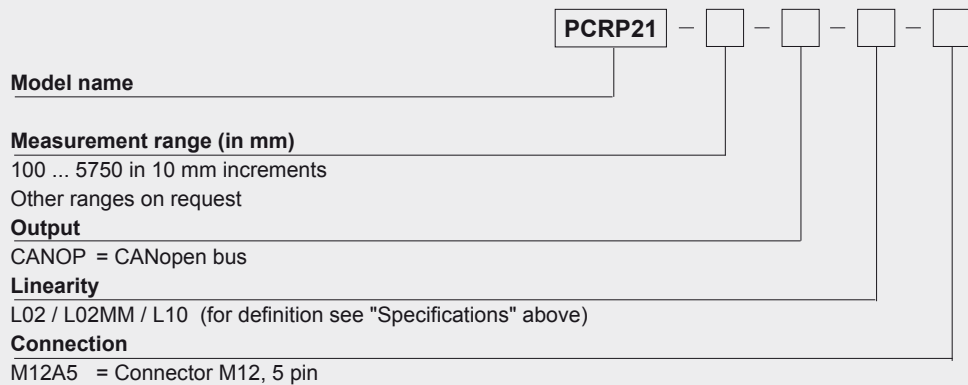 PCRP21 – – – –
Model name
Measurement range (in mm)
100 ... 5750 in 10 mm increments
Other ranges on request
Output
CANOP = CANopen bus
Linearity
L02 / L02MM / L10 (for definition see "Specifications" above)
Connection
M12A5 = Connector M12, 5 pin